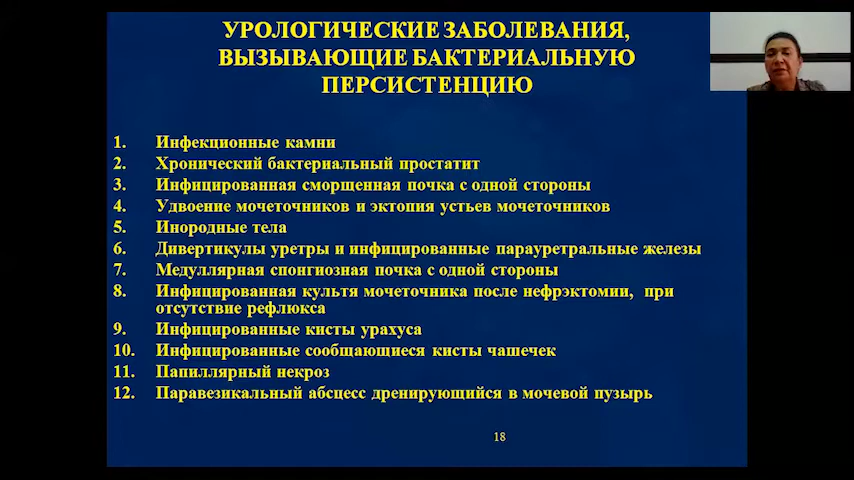 УРОЛОГИЧЕСКИЕ ЗАБОЛЕВАНИЯ,
ВЫЗЫВАЮЩИЕ БАКТЕРИАЛЬНУЮ
ПЕРСИСТЕНЦИЮ
1. Инфекционные камни
2. Хронический бактериальный простатит
3. Инфицированная сморщенная почка с одной стороны
4. Удвоение мочеточников и эктопия устьев мочеточников
5. Инородные тела
6. Дивертикулы уретры и инфицированные парауретральные железы
7. Медуллярная спонгиозная почка с одной стороны
8. Инфицированная культя мочеточника после нефрэктомии, при
отсутствие рефлюкса
9. Инфицированные кисты урахуса
10. Инфицированные сообщающиеся кисты чашечек
11. Папиллярный некроз
12. Паравезикальный абсцесс дренирующийся в мочевой пузырь
18